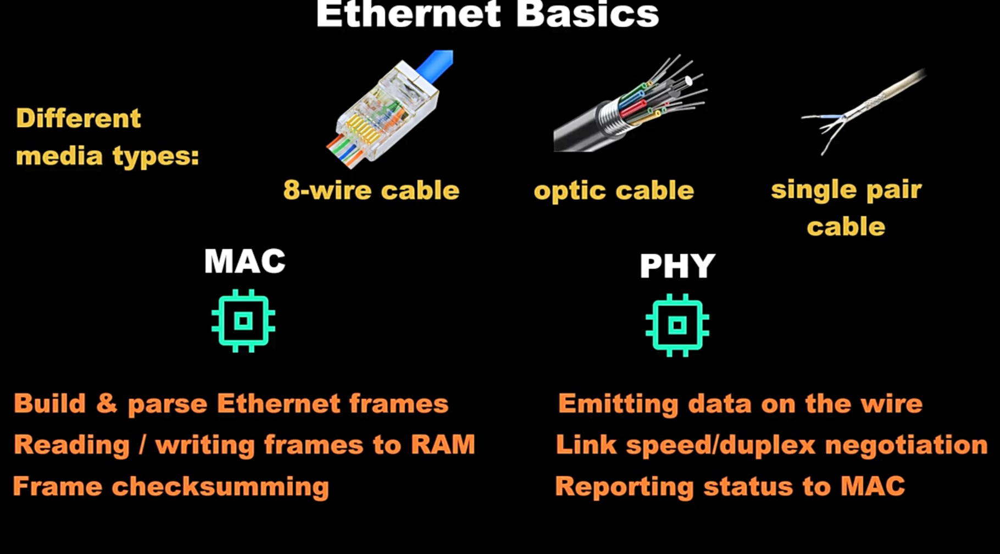 Ethernet Basics
Different
media types:
8-wire cable
optic cable
single pair
cable
MAC
PHY
Build & parse Ethernet frames
Reading / writing frames to RAM
Frame checksumming
Emitting data on the wire
Link speed/duplex negotiation
Reporting status to MAC